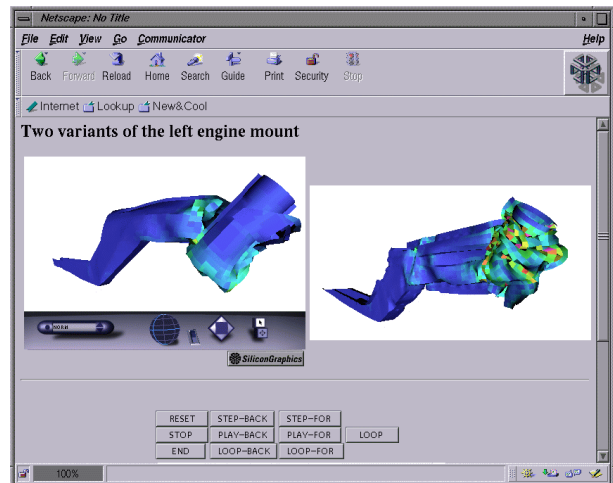 Netscape: No Title
File Edit View Go Communicator Help
Back Forward Reload Home Search Guide Print Security Stop
Internet Lookup New&Cool
Two variants of the left engine mount
NORM
SiliconGraphics
RESET STEP-BACK STEP-FOR
STOP PLAY-BACK PLAY-FOR LOOP
END LOOP-BACK LOOP-FOR
100%